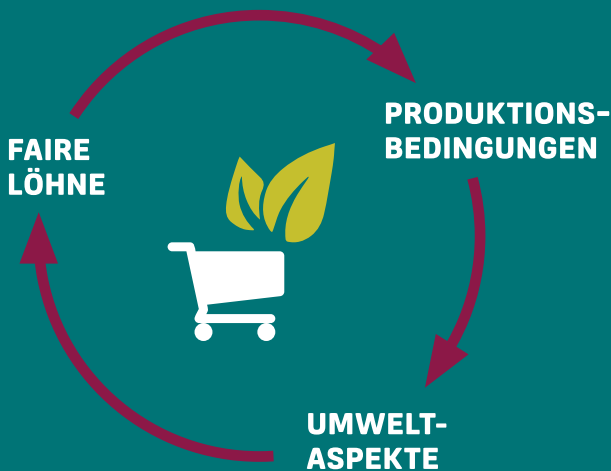 FAIRE
LÖHNE
PRODUKTIONS-
BEDINGUNGEN
UMWELT-
ASPEKTE